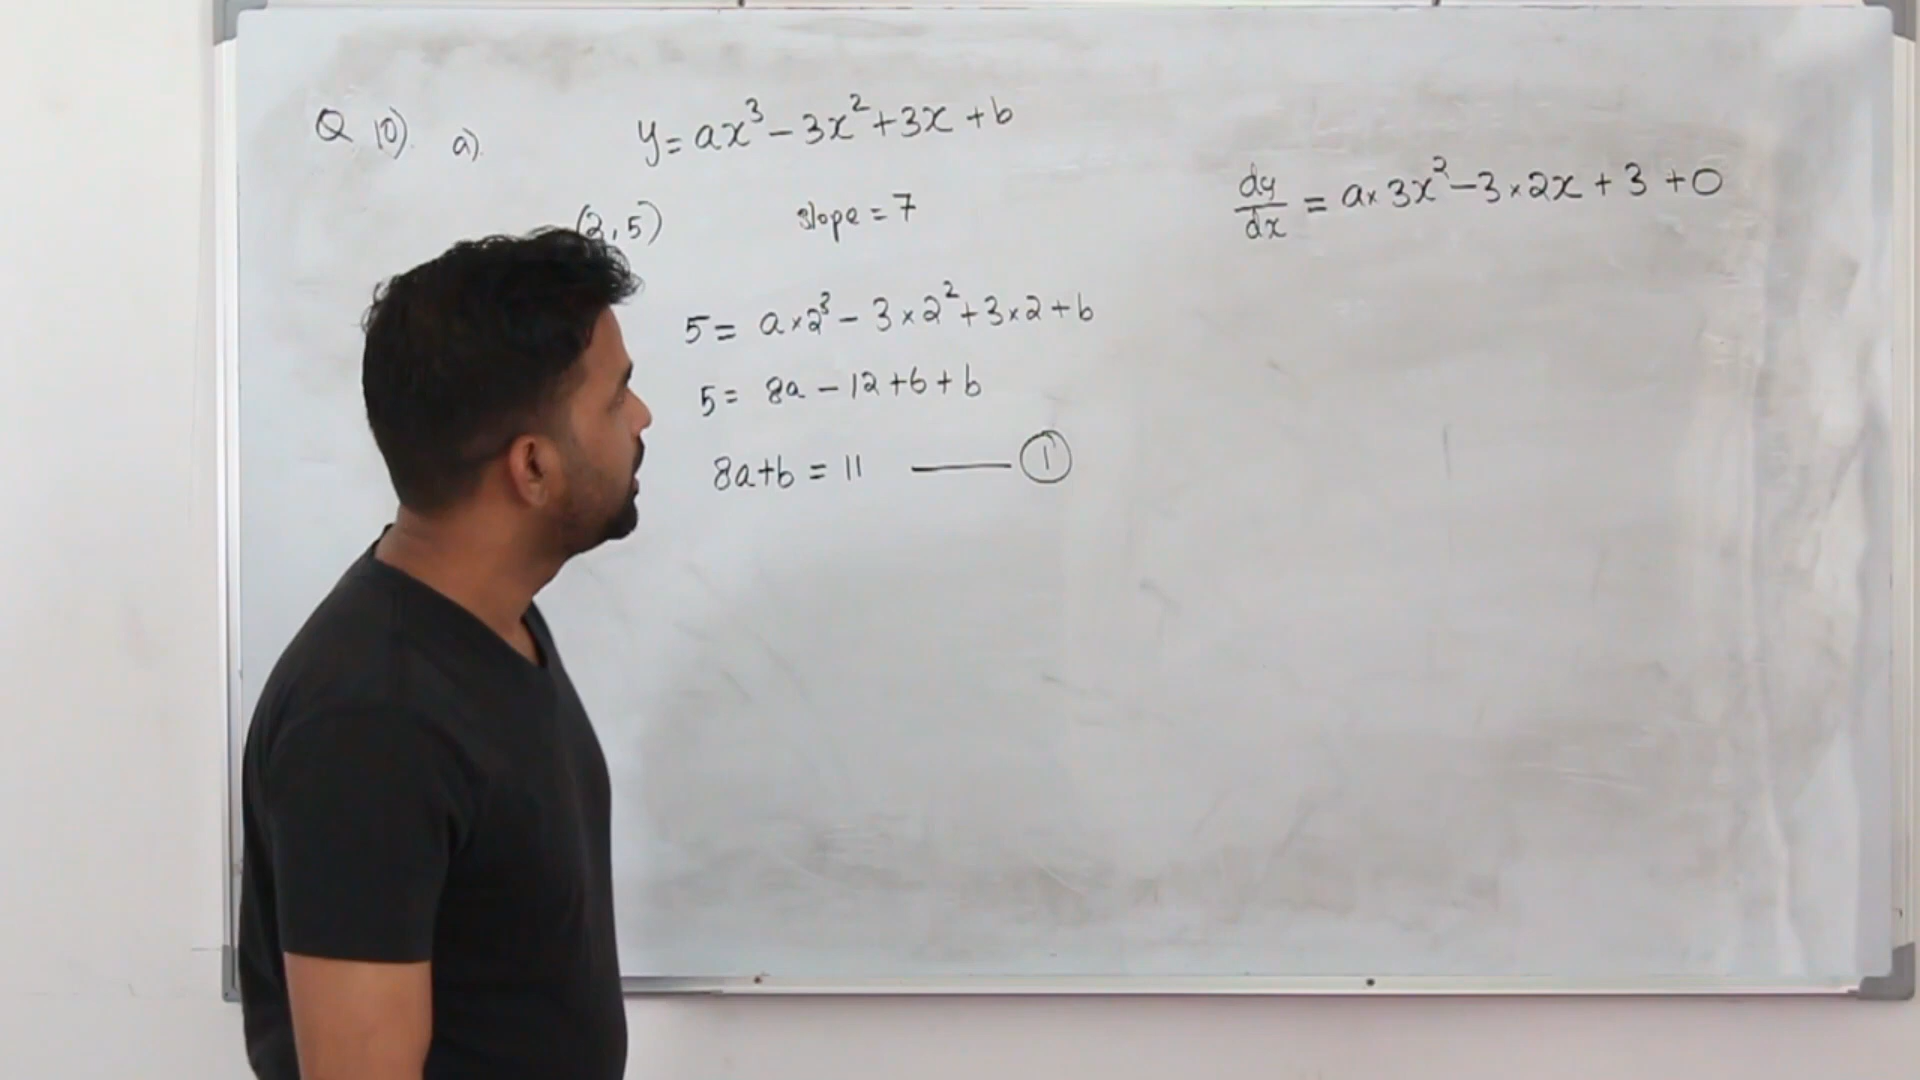 Q 10). a).
y = ax³ - 3x² + 3x + b
(2, 5) slope = 7
5 = a × 2³ - 3 × 2² + 3 × 2 + b
5 = 8a - 12 + 6 + b
8a + b = 11 —— ①
dy/dx = a × 3x² - 3 × 2x + 3 + 0